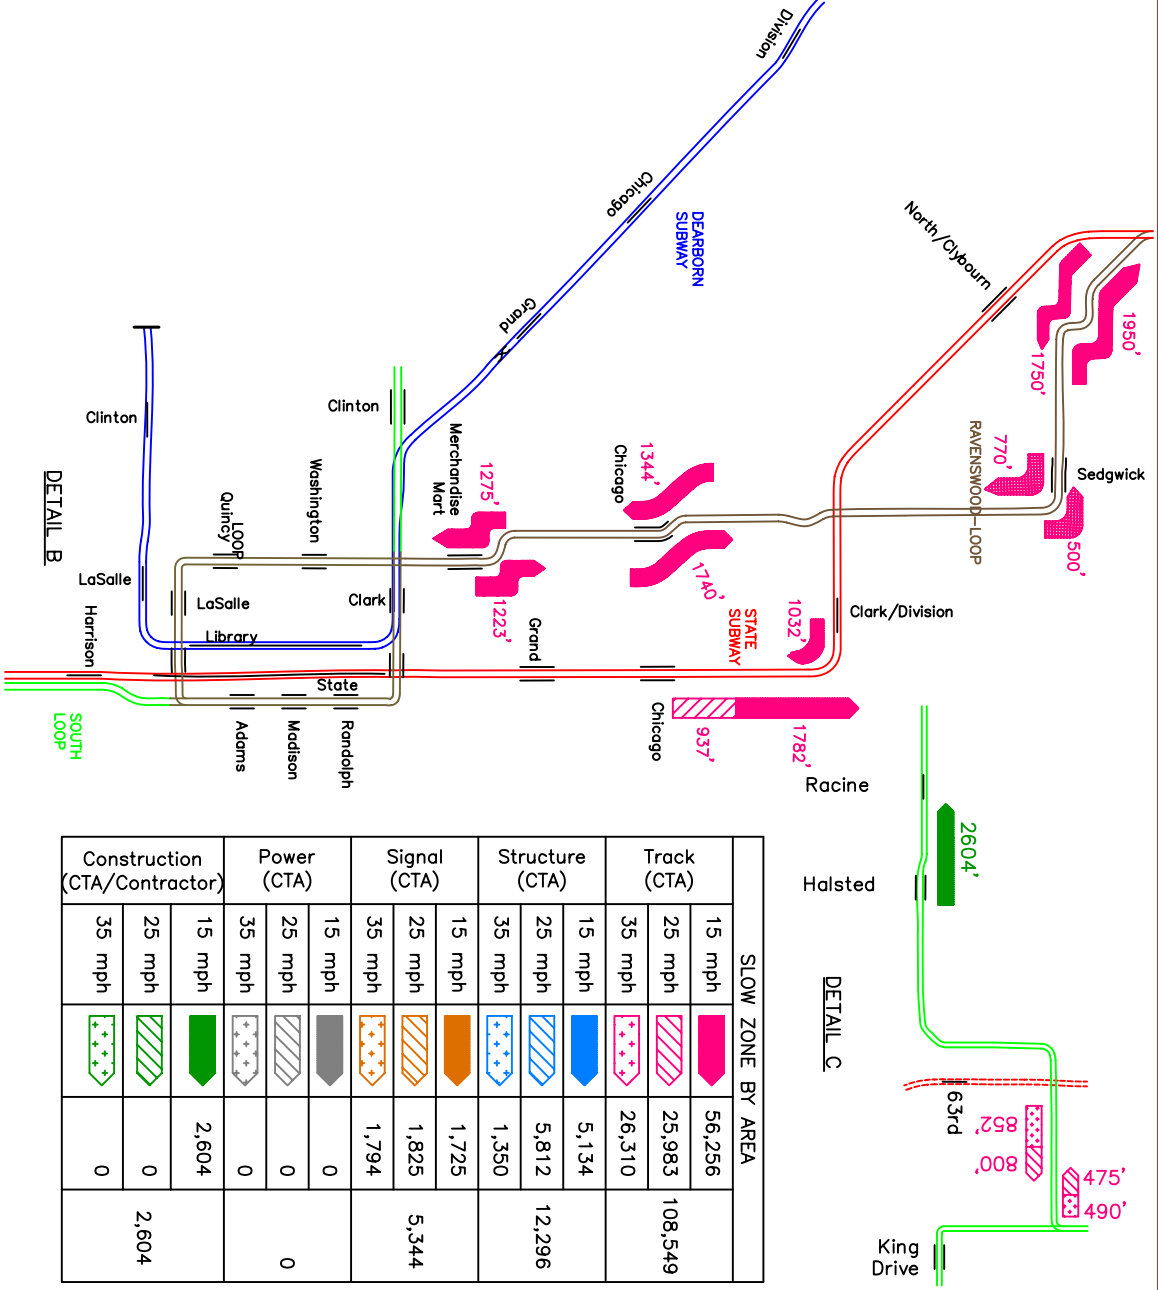 Division
Chicago
DEARBORN
SUBWAY
Grand
North/Clybourn
1950'
1750'
RAVENSWOOD-LOOP
770'
Sedgwick
500'
Clinton
Clinton
Merchandise
Mart
1275'
1344'
Chicago
1740'
1223'
Washington
LOOP
Quincy
DETAIL B
LaSalle
LaSalle
Clark
Library
Harrison
State
Grand
STATE
SUBWAY
1032'
Clark/Division
SOUTH
LOOP
Adams
Madison
Randolph
Chicago
937'
1782'
Racine
2604'
Halsted
DETAIL C
63rd
852'
800'
475'
490'
King
Drive
SLOW ZONE BY AREA
Track
(CTA)
15 mph 56,256
25 mph 25,983
35 mph 26,310
108,549
Structure
(CTA)
15 mph 5,134
25 mph 5,812
35 mph 1,350
12,296
Signal
(CTA)
15 mph 1,725
25 mph 1,825
35 mph 1,794
5,344
Power
(CTA)
15 mph 0
25 mph 0
35 mph 0
0
Construction
(CTA/Contractor)
15 mph 2,604
25 mph 0
35 mph 0
2,604